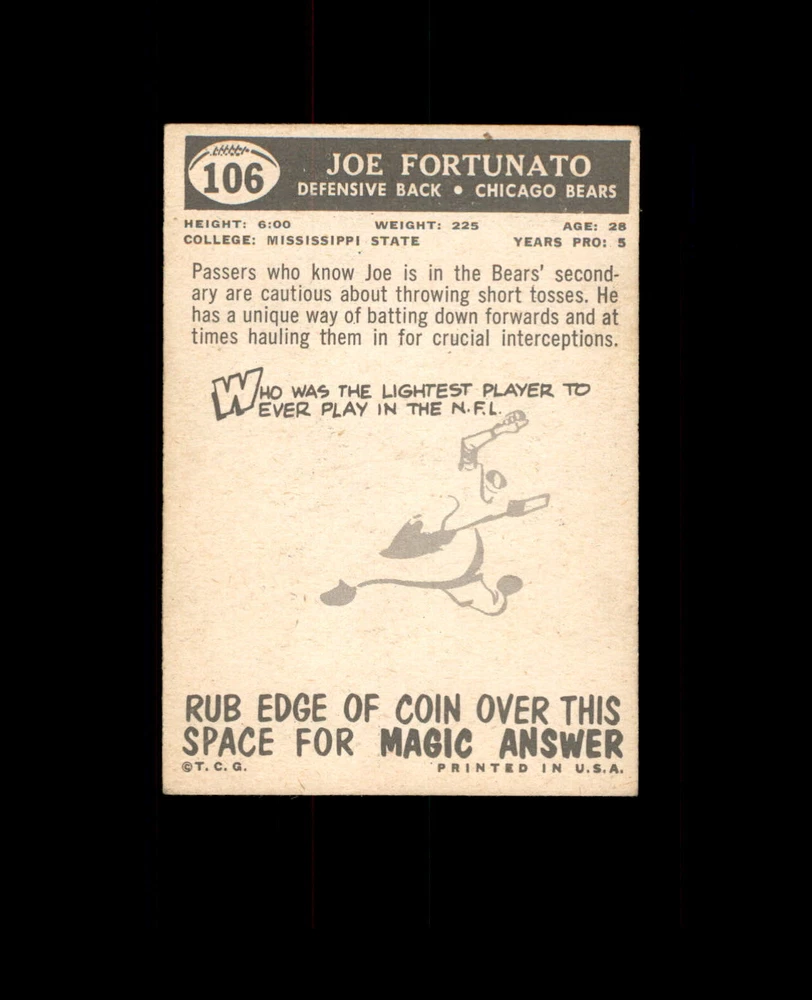 106
JOE FORTUNATO
DEFENSIVE BACK • CHICAGO BEARS
HEIGHT: 6:00 WEIGHT: 225 AGE: 28
COLLEGE: MISSISSIPPI STATE YEARS PRO: 5
Passers who know Joe is in the Bears' second-
ary are cautious about throwing short tosses. He
has a unique way of batting down forwards and at
times hauling them in for crucial interceptions.
WHO WAS THE LIGHTEST PLAYER TO
EVER PLAY IN THE N.F.L.
RUB EDGE OF COIN OVER THIS
SPACE FOR MAGIC ANSWER
©T.C.G. PRINTED IN U.S.A.